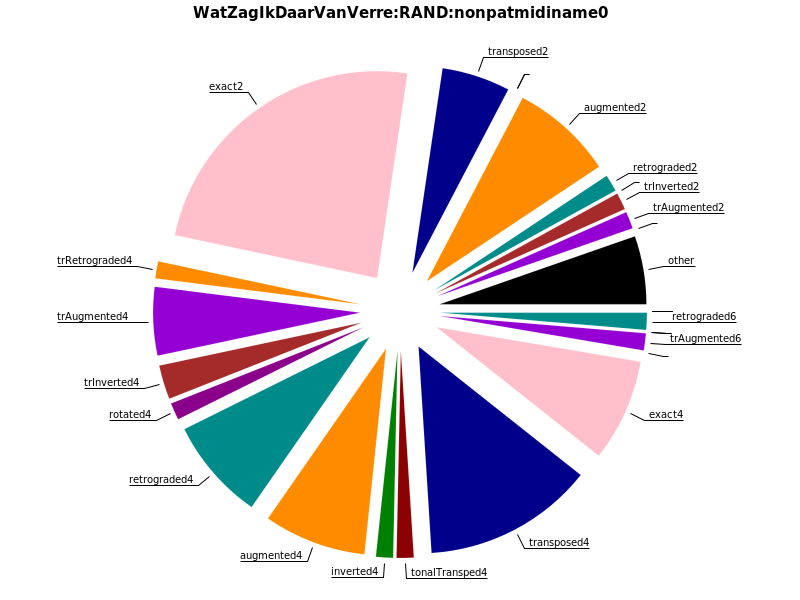 WatZagIkDaarVanVerre:RAND:nonpatmidiname0
transposed2
exact2
augmented2
retrograded2
trInverted2
trAugmented2
other
trRetrograded4
trAugmented4
retrograded6
trAugmented6
trInverted4
rotated4
exact4
retrograded4
transposed4
augmented4
inverted4
tonalTransped4